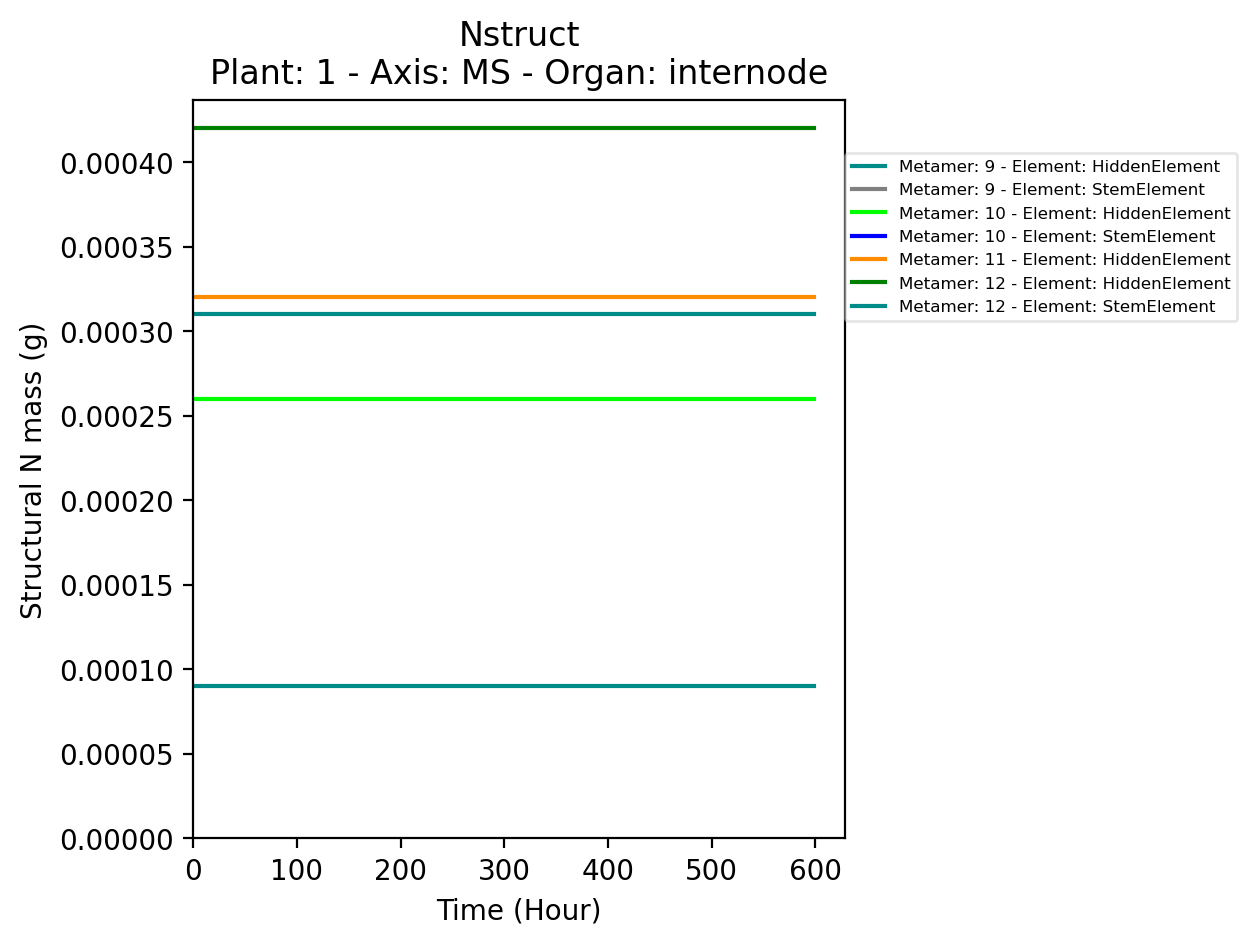 Nstruct
Plant: 1 - Axis: MS - Organ: internode
0.00040
0.00035
0.00030
0.00025
0.00020
0.00015
0.00010
0.00005
0.00000
Structural N mass (g)
0 100 200 300 400 500 600
Time (Hour)
Metamer: 9 - Element: HiddenElement
Metamer: 9 - Element: StemElement
Metamer: 10 - Element: HiddenElement
Metamer: 10 - Element: StemElement
Metamer: 11 - Element: HiddenElement
Metamer: 12 - Element: HiddenElement
Metamer: 12 - Element: StemElement